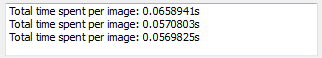 Total time spent per image: 0.0658941s
Total time spent per image: 0.0570803s
Total time spent per image: 0.0569825s